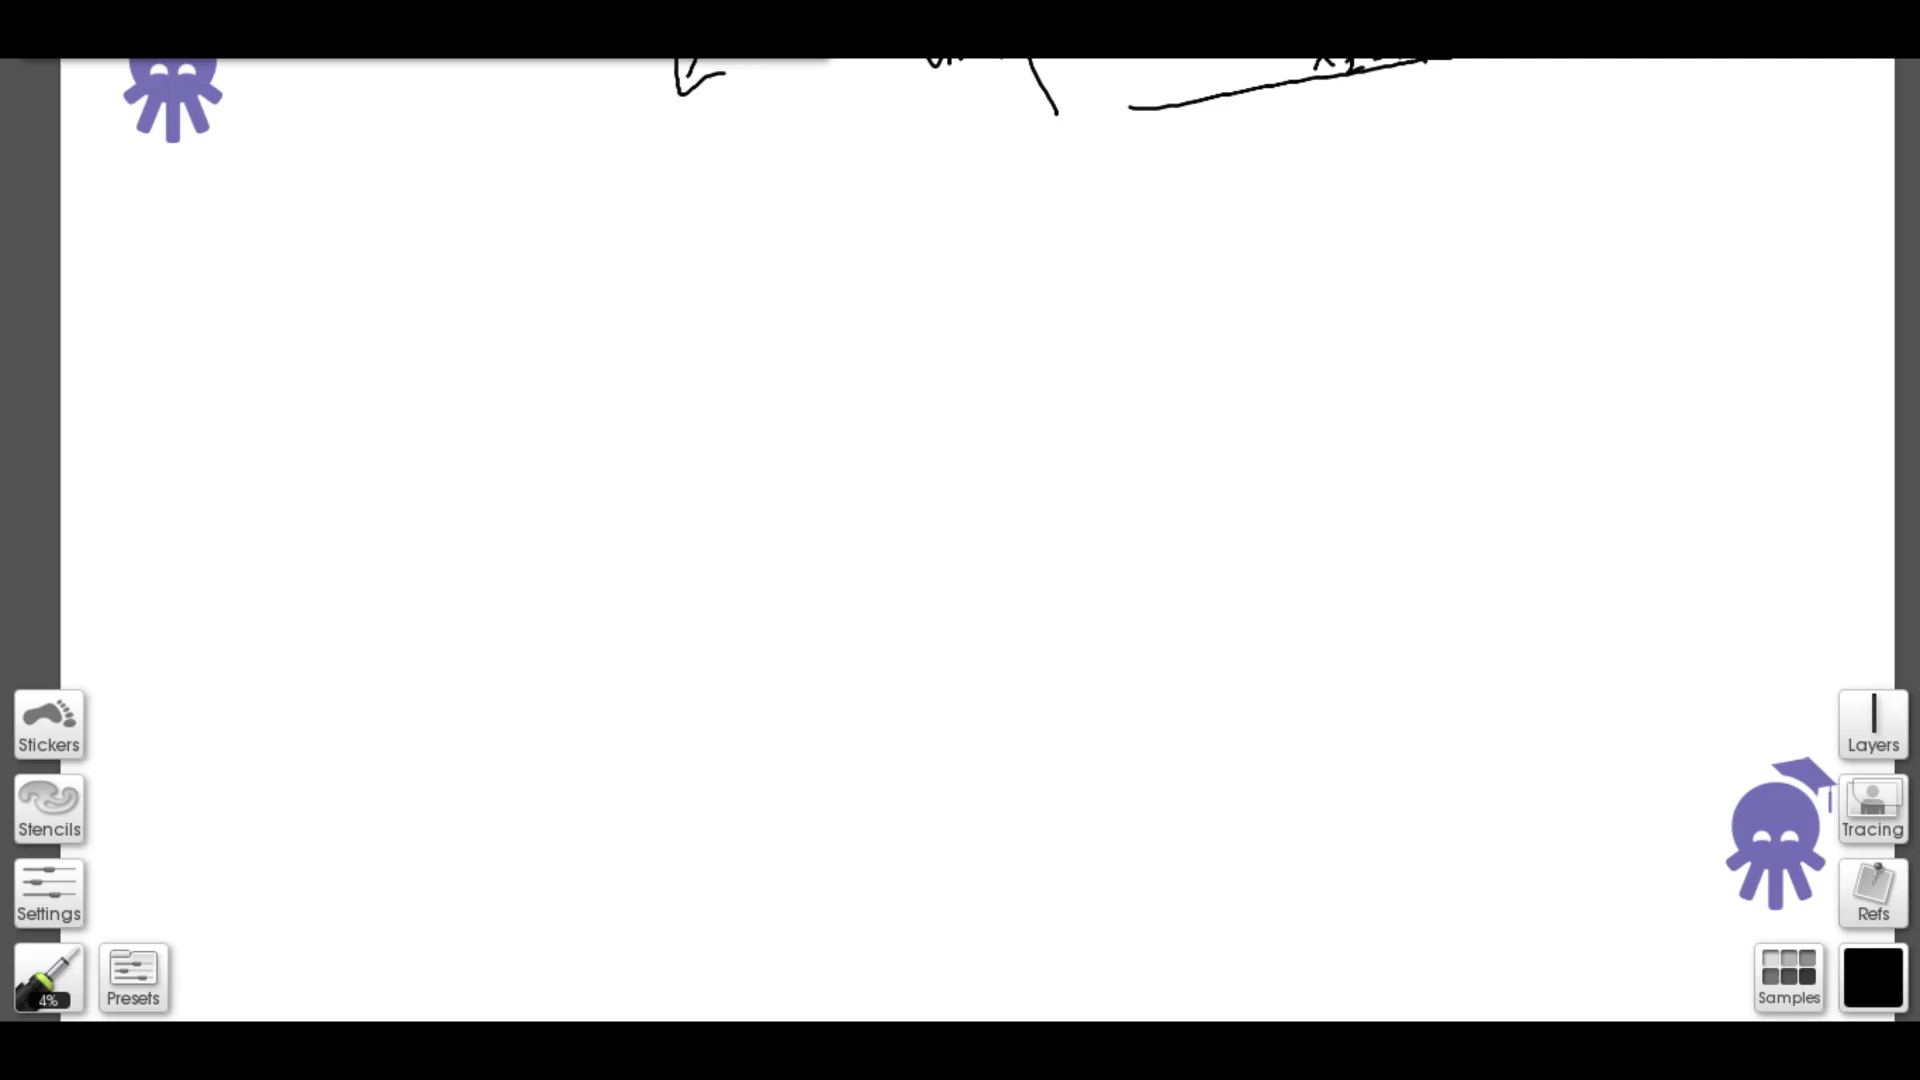 Stickers
Layers
Stencils
Tracing
Settings
Refs
4%
Presets
Samples